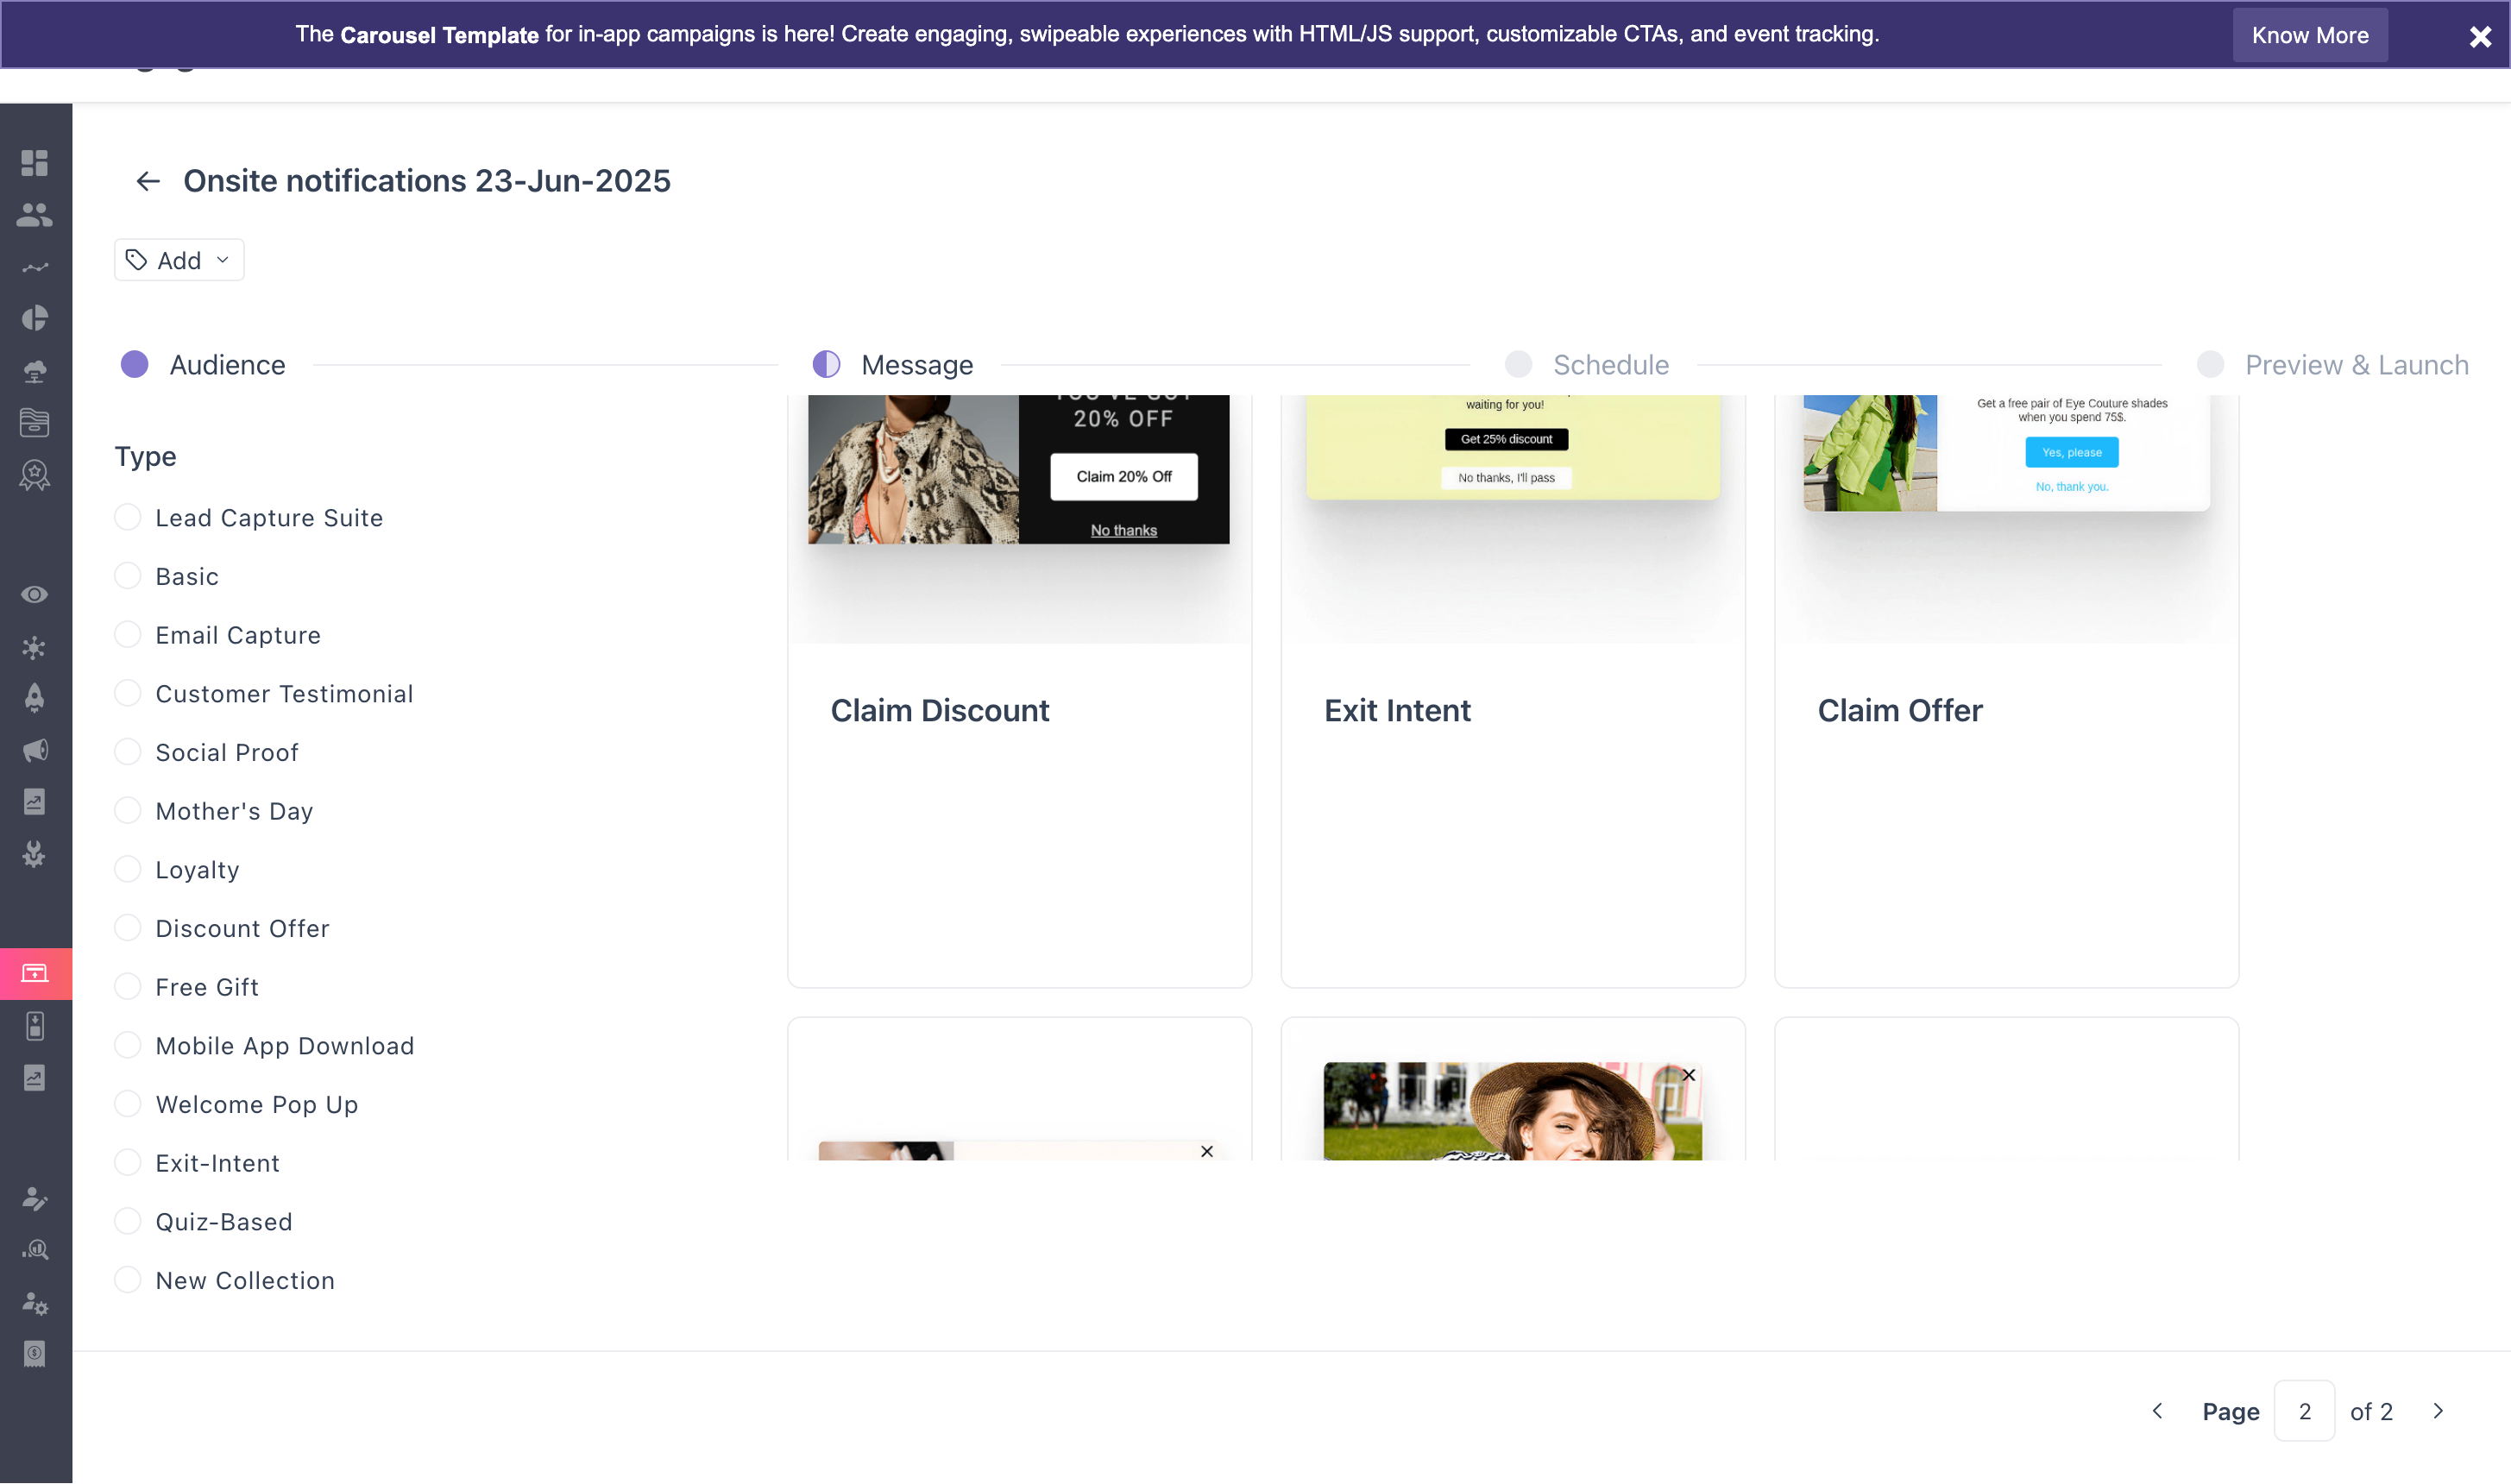 The Carousel Template for in-app campaigns is here! Create engaging, swipeable experiences with HTML/JS support, customizable CTAs, and event tracking.
Know More
Onsite notifications 23-Jun-2025
Add
Audience
Message
Schedule
Preview & Launch
Type
Lead Capture Suite
Basic
Email Capture
Customer Testimonial
Social Proof
Mother's Day
Loyalty
Discount Offer
Free Gift
Mobile App Download
Welcome Pop Up
Exit-Intent
Quiz-Based
New Collection
YOU'VE GOT
20% OFF
Claim 20% Off
No thanks
Claim Discount
waiting for you!
Get 25% discount
No thanks, I'll pass
Exit Intent
Get a free pair of Eye Couture shades
when you spend 75$.
Yes, please
No, thank you.
Claim Offer
Page 2 of 2